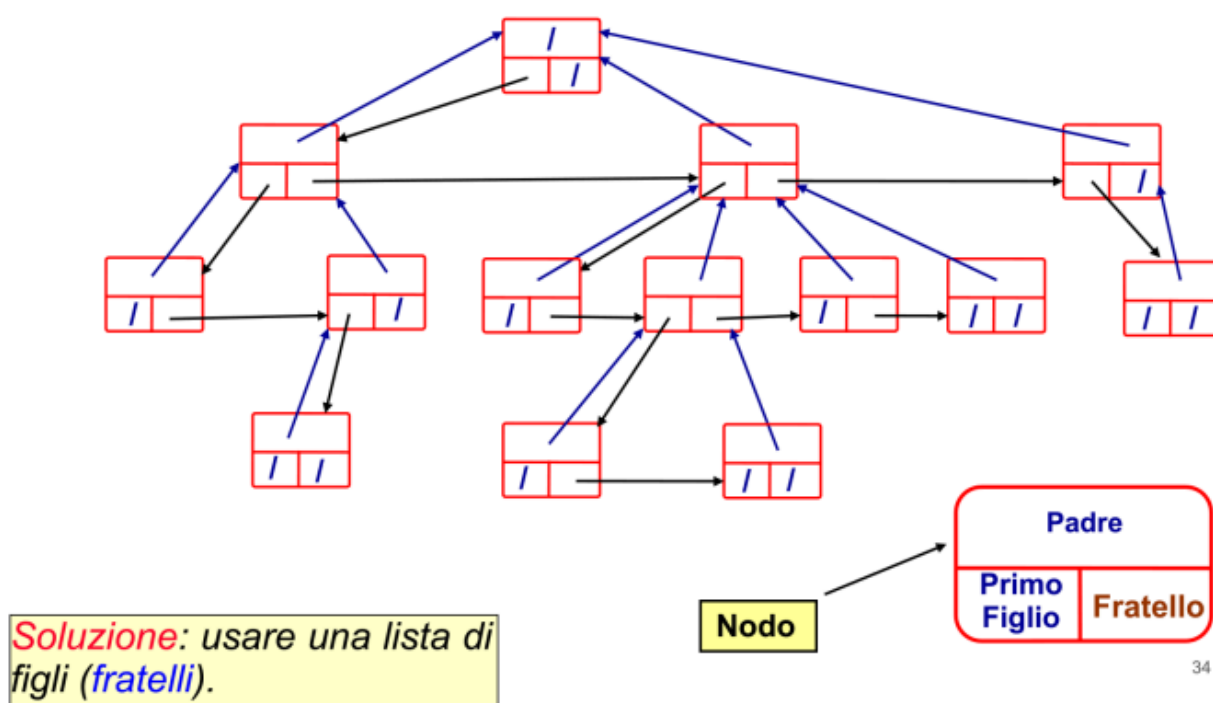 /
/
/
/
/
/
/
/
/ /
/ /
/ /
/
/ /
Padre
Primo
Figlio
Fratello
Nodo
Soluzione: usare una lista di
figli (fratelli).
34